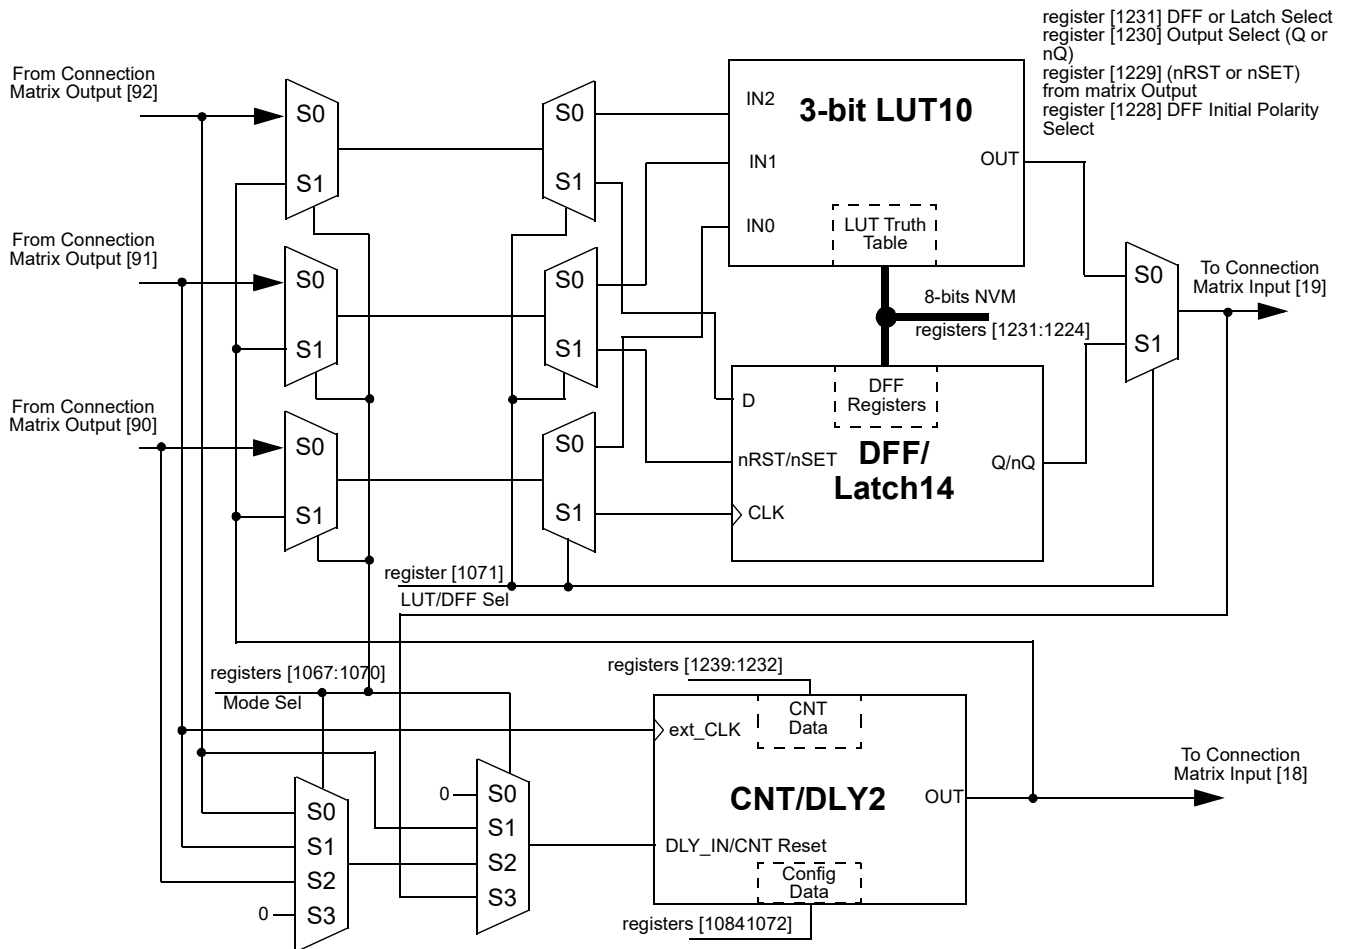 register [1231] DFF or Latch Select
register [1230] Output Select (Q or
nQ)
register [1229] (nRST or nSET)
from matrix Output
register [1228] DFF Initial Polarity
Select
From Connection
Matrix Output [92]
S0
S1
S0
S1
IN2
3-bit LUT10
IN1
OUT
IN0
LUT Truth
Table
From Connection
Matrix Output [91]
S0
S1
S0
S1
8-bits NVM
registers [1231:1224]
S0
S1
To Connection
Matrix Input [19]
From Connection
Matrix Output [90]
S0
S1
S0
S1
DFF
Registers
D
nRST/nSET
DFF/
Latch14
Q/nQ
CLK
register [1071]
LUT/DFF Sel
registers [1067:1070]
Mode Sel
registers [1239:1232]
CNT
Data
ext_CLK
CNT/DLY2
OUT
To Connection
Matrix Input [18]
DLY_IN/CNT Reset
Config
Data
registers [10841072]
0
S0
S1
S2
S3
S0
S1
S2
0
S3